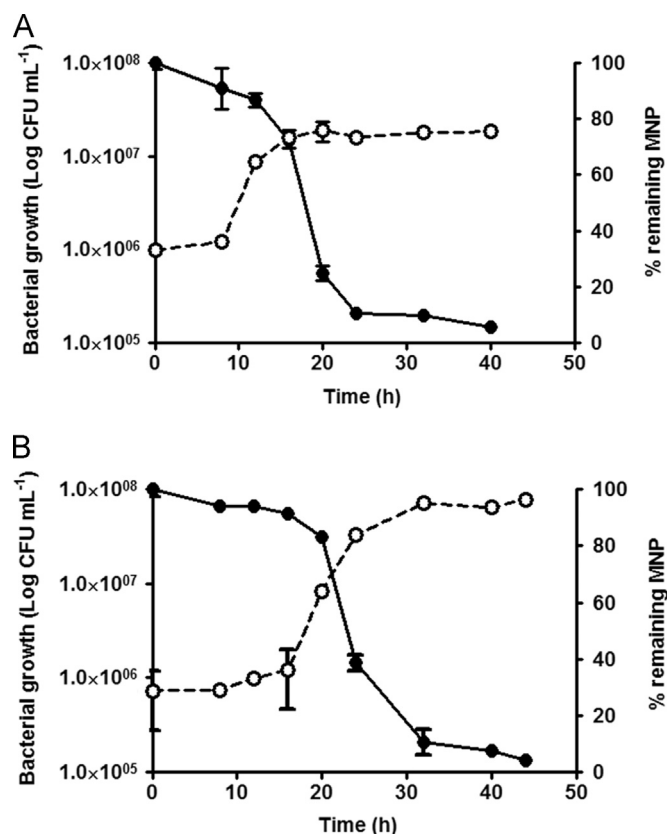 A
Bacterial growth (Log CFU mL⁻¹)
1.0×10⁰⁸
1.0×10⁰⁷
1.0×10⁰⁶
1.0×10⁰⁵
100
80
60
40
20
0
% remaining MNP
0 10 20 30 40 50
Time (h)
B
Bacterial growth (Log CFU mL⁻¹)
1.0×10⁰⁸
1.0×10⁰⁷
1.0×10⁰⁶
1.0×10⁰⁵
100
80
60
40
20
0
% remaining MNP
0 10 20 30 40 50
Time (h)